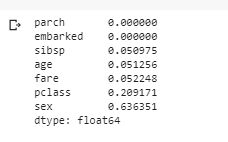 parch 0.000000
embarked 0.000000
sibsp 0.050975
age 0.051256
fare 0.052248
pclass 0.209171
sex 0.636351
dtype: float64